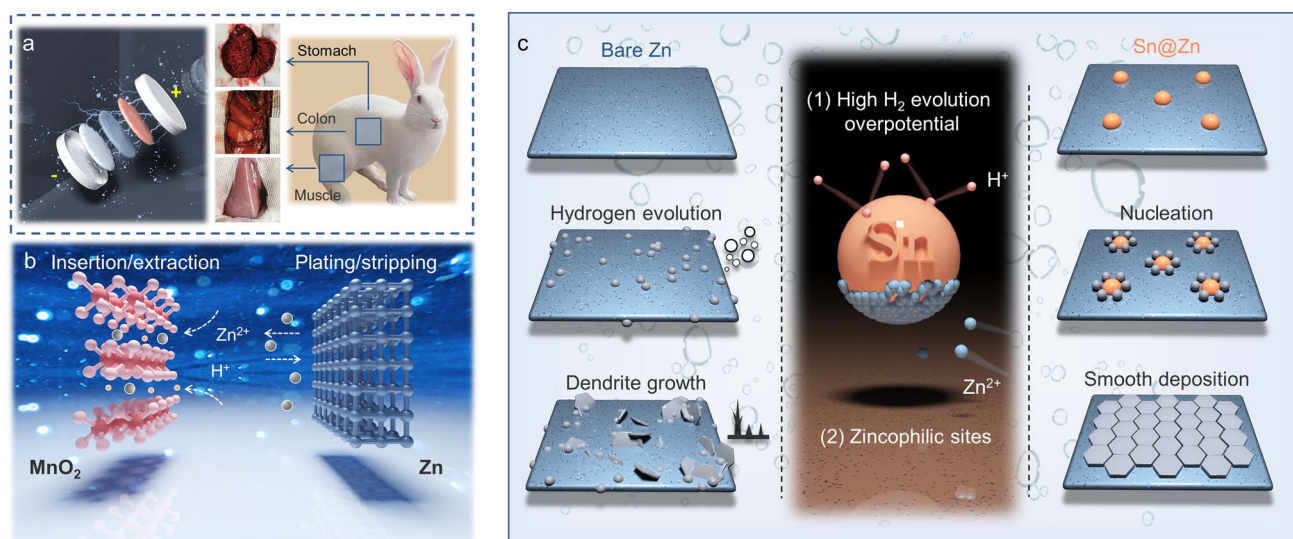 a
+
-
Stomach
Colon
Muscle
b
Insertion/extraction
Plating/stripping
Zn²⁺
H⁺
MnO₂
Zn
c
Bare Zn
Hydrogen evolution
Dendrite growth
(1) High H₂ evolution
overpotential
H⁺
Sn
Zn²⁺
(2) Zincophilic sites
Sn@Zn
Nucleation
Smooth deposition